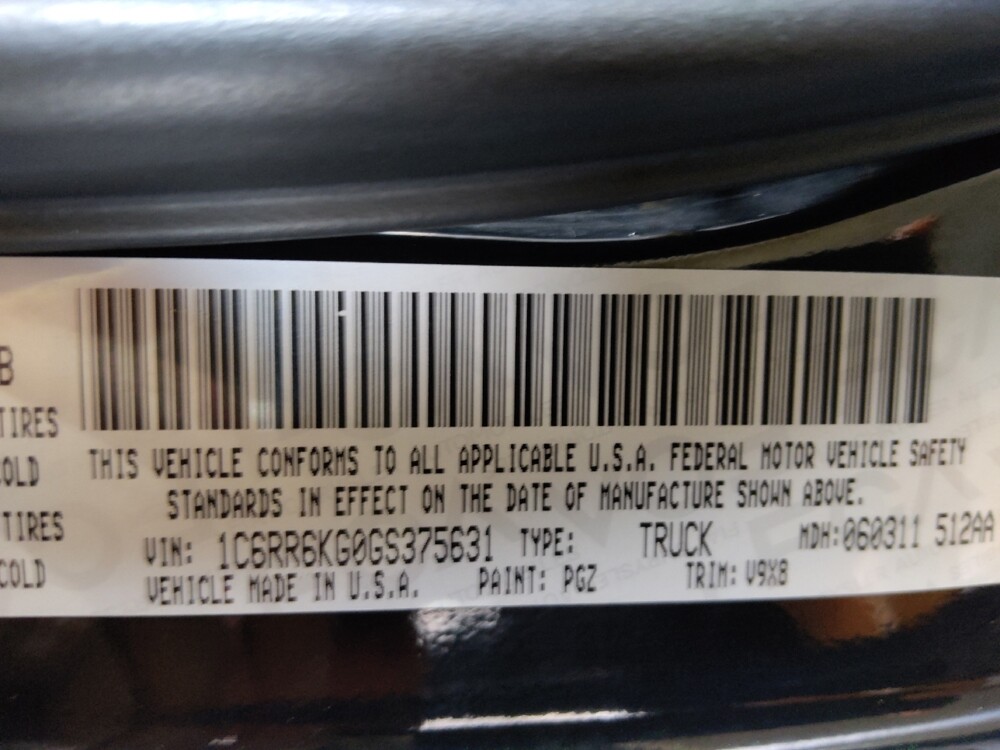 B
TIRES
COLD
TIRES
COLD
THIS VEHICLE CONFORMS TO ALL APPLICABLE U.S.A. FEDERAL MOTOR VEHICLE SAFETY
STANDARDS IN EFFECT ON THE DATE OF MANUFACTURE SHOWN ABOVE.
VIN: 1C6RR6KG0GS375631 TYPE: TRUCK MDH:060311 512AA
VEHICLE MADE IN U.S.A. PAINT: PGZ TRIM: V9X8